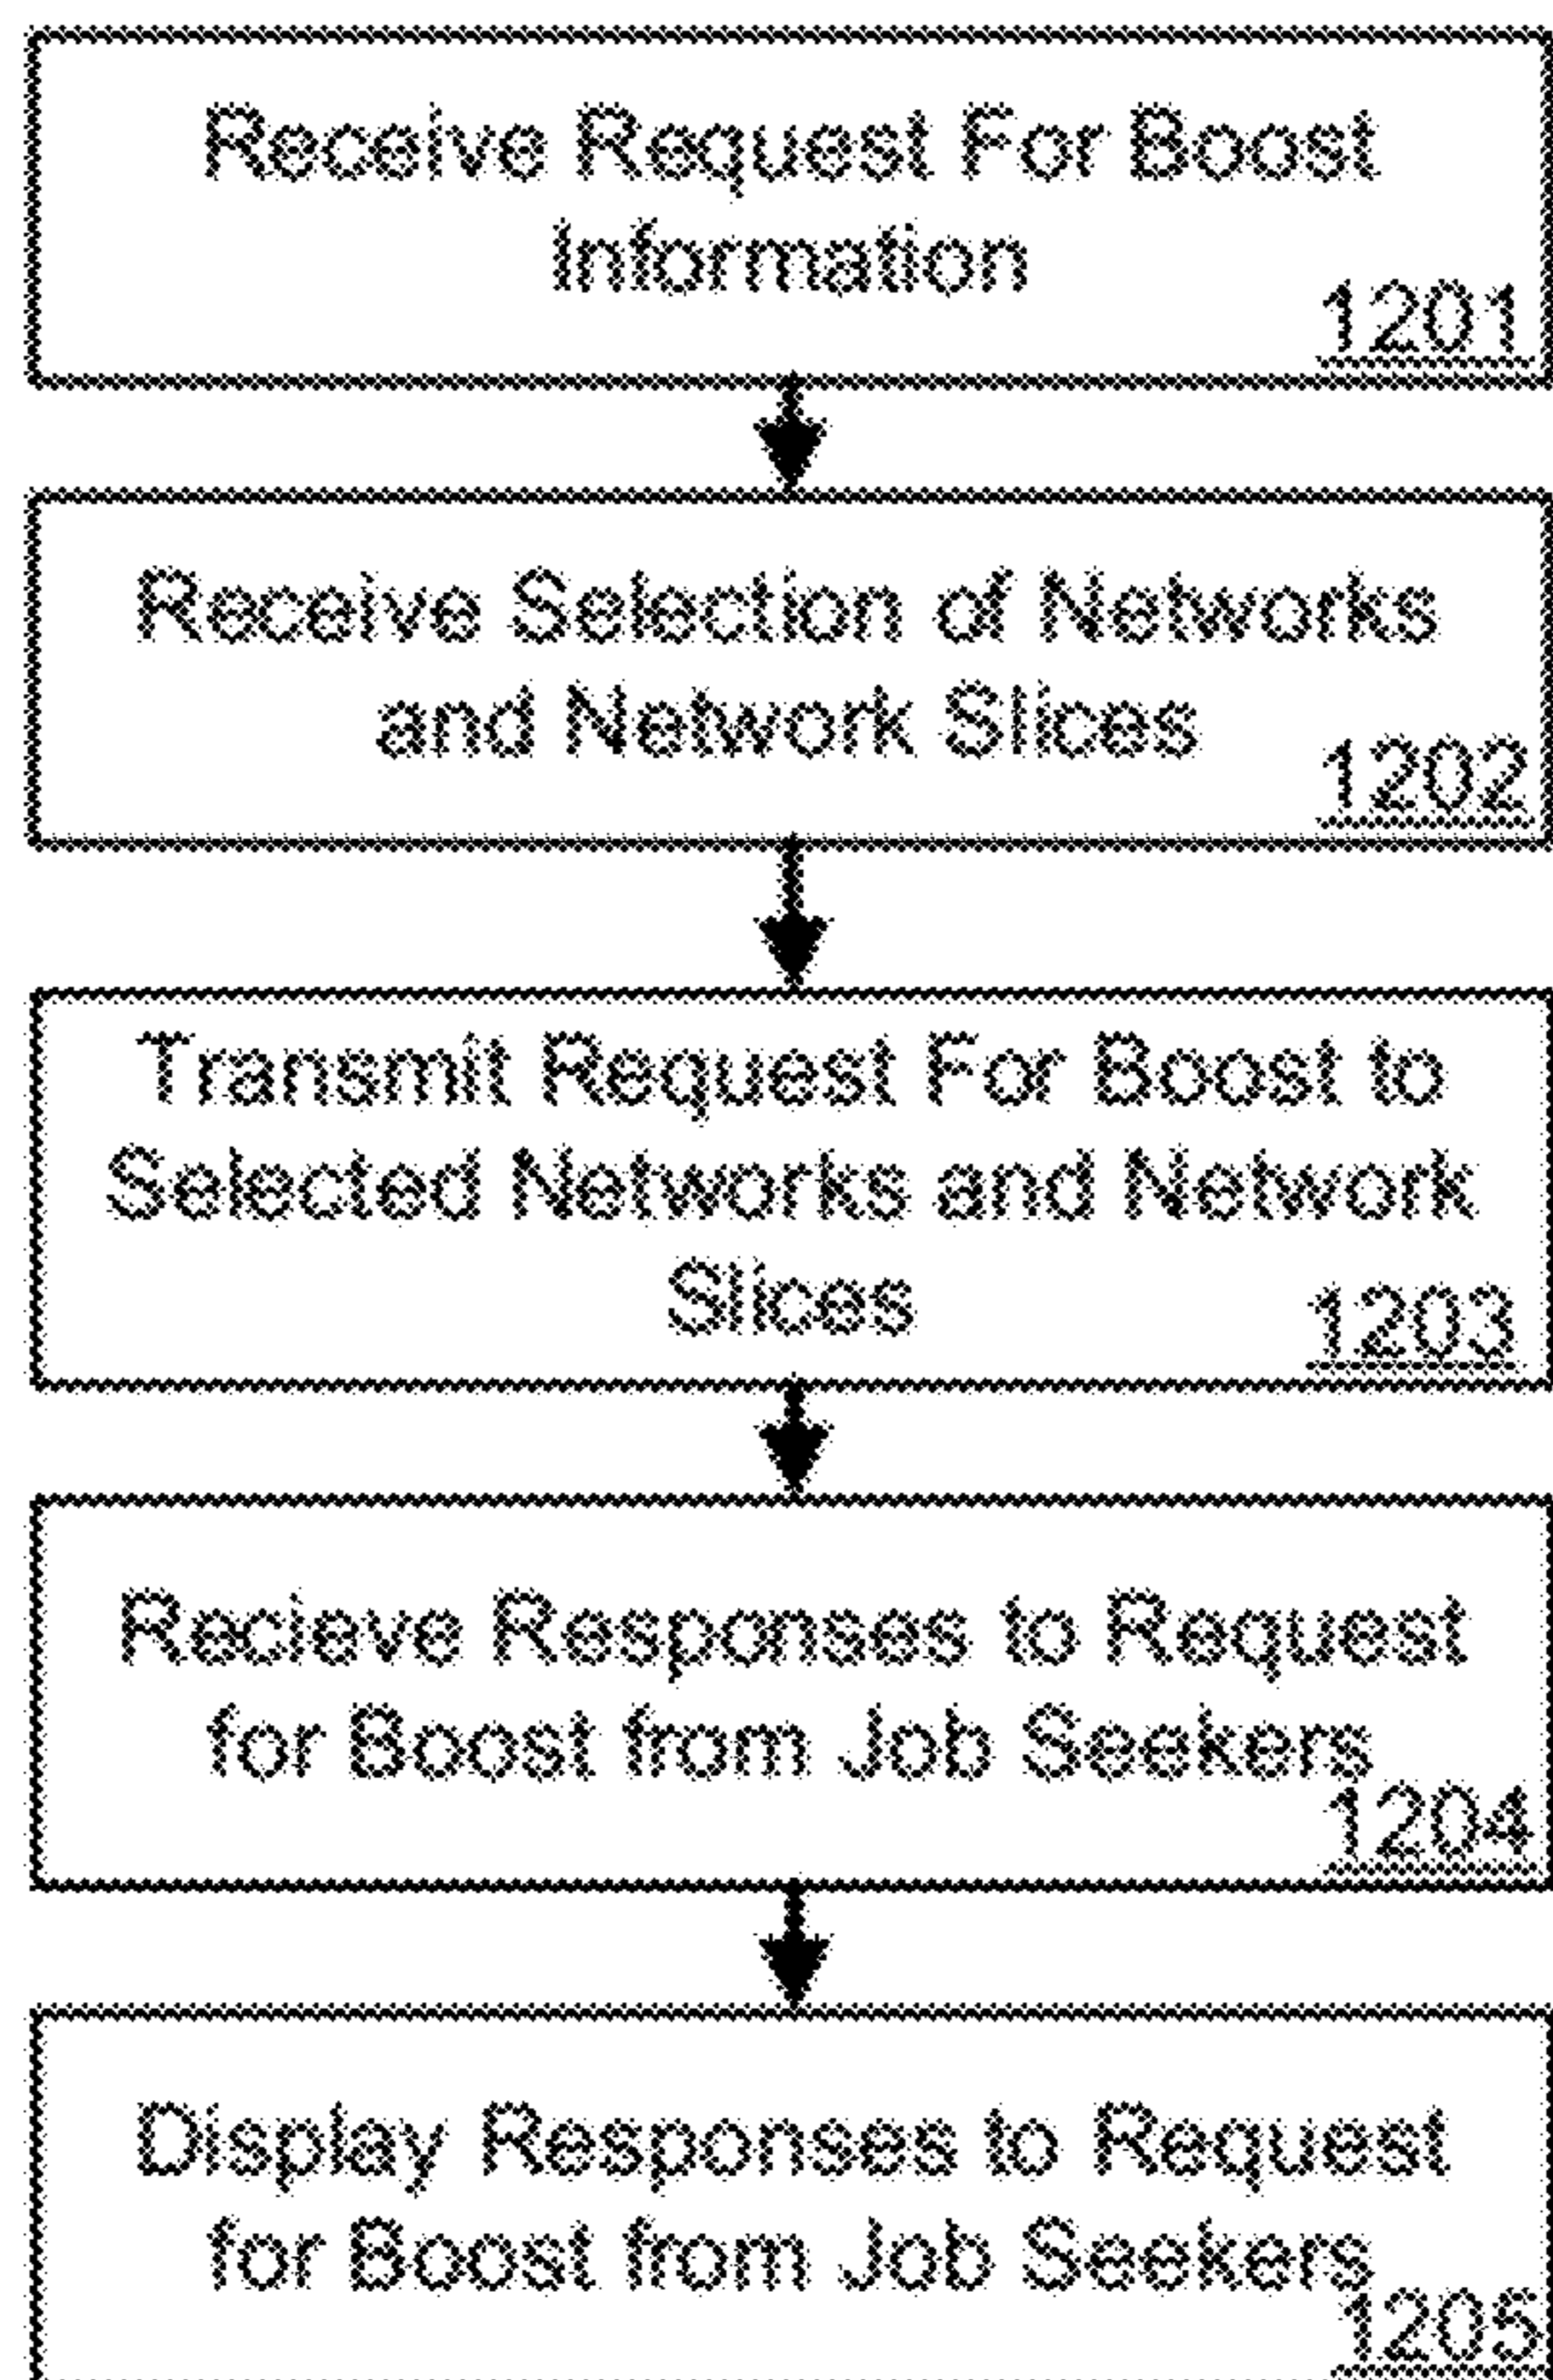 Receive Request For Boost
Information
1201
Receive Selection of Networks
and Network Slices
1202
Transmit Request For Boost to
Selected Networks and Network
Slices
1203
Recieve Responses to Request
for Boost from Job Seekers
1204
Display Responses to Request
for Boost from Job Seekers
1205